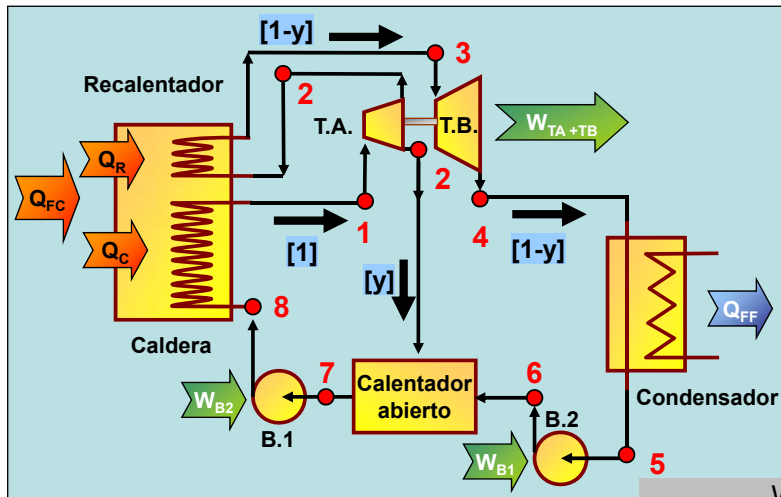 [1-y]
3
Recalentador
2
T.A.
T.B.
W_TA+TB
Q_R
Q_FC
2
1
4
[1]
[1-y]
Q_C
[y]
8
Q_FF
Caldera
7
Calentador
abierto
6
Condensador
W_B2
B.1
B.2
W_B1
5